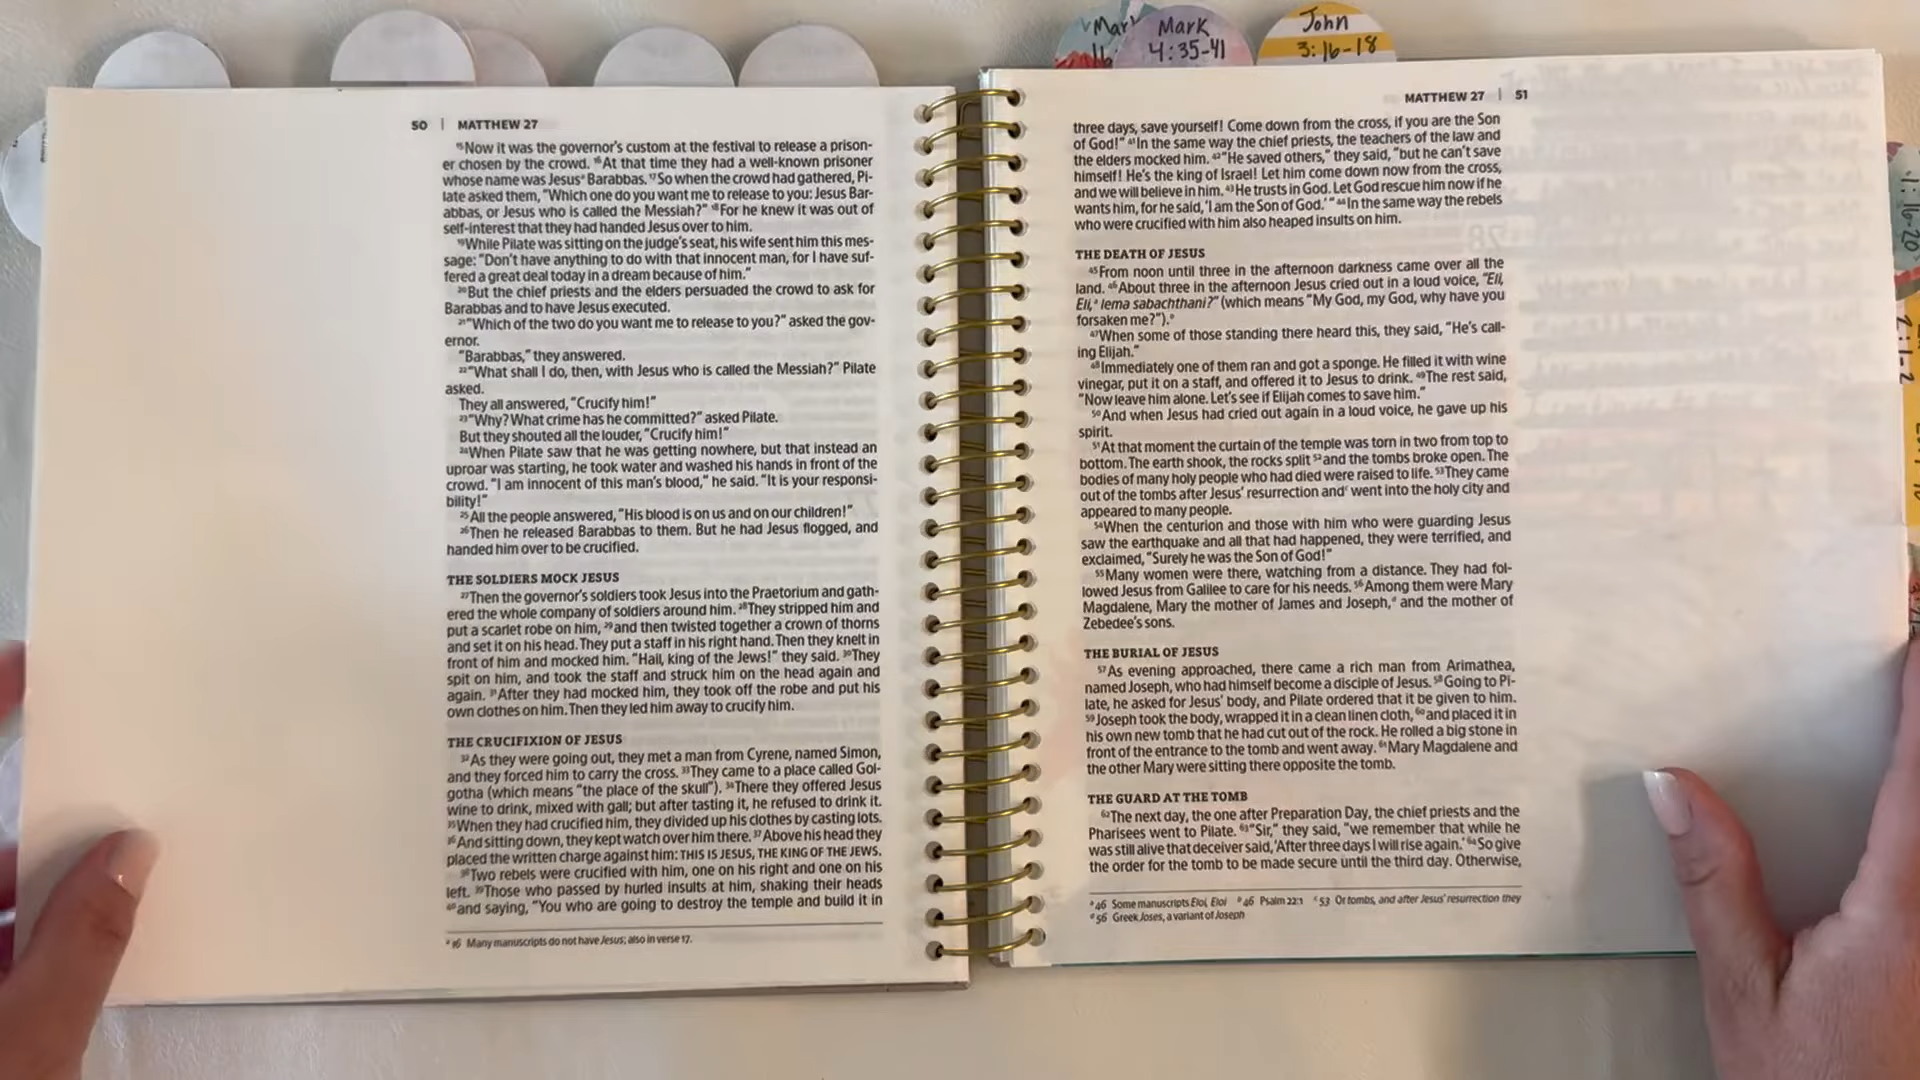 Mar
16
Mark
4:35-41
John
3:16-18
50 | MATTHEW 27
¹⁵Now it was the governor's custom at the festival to release a prison-
er chosen by the crowd. ¹⁶At that time they had a well-known prisoner
whose name was Jesusᵃ Barabbas. ¹⁷So when the crowd had gathered, Pi-
late asked them, "Which one do you want me to release to you: Jesus Bar-
abbas, or Jesus who is called the Messiah?" ¹⁸For he knew it was out of
self-interest that they had handed Jesus over to him.
¹⁹While Pilate was sitting on the judge's seat, his wife sent him this mes-
sage: "Don't have anything to do with that innocent man, for I have suf-
fered a great deal today in a dream because of him."
²⁰But the chief priests and the elders persuaded the crowd to ask for
Barabbas and to have Jesus executed.
²¹"Which of the two do you want me to release to you?" asked the gov-
ernor.
"Barabbas," they answered.
²²"What shall I do, then, with Jesus who is called the Messiah?" Pilate
asked.
They all answered, "Crucify him!"
²³"Why? What crime has he committed?" asked Pilate.
But they shouted all the louder, "Crucify him!"
²⁴When Pilate saw that he was getting nowhere, but that instead an
uproar was starting, he took water and washed his hands in front of the
crowd. "I am innocent of this man's blood," he said. "It is your responsi-
bility!"
²⁵All the people answered, "His blood is on us and on our children!"
²⁶Then he released Barabbas to them. But he had Jesus flogged, and
handed him over to be crucified.
THE SOLDIERS MOCK JESUS
²⁷Then the governor's soldiers took Jesus into the Praetorium and gath-
ered the whole company of soldiers around him. ²⁸They stripped him and
put a scarlet robe on him, ²⁹and then twisted together a crown of thorns
and set it on his head. They put a staff in his right hand. Then they knelt in
front of him and mocked him. "Hail, king of the Jews!" they said. ³⁰They
spit on him, and took the staff and struck him on the head again and
again. ³¹After they had mocked him, they took off the robe and put his
own clothes on him. Then they led him away to crucify him.
THE CRUCIFIXION OF JESUS
³²As they were going out, they met a man from Cyrene, named Simon,
and they forced him to carry the cross. ³³They came to a place called Gol-
gotha (which means "the place of the skull"). ³⁴There they offered Jesus
wine to drink, mixed with gall; but after tasting it, he refused to drink it.
³⁵When they had crucified him, they divided up his clothes by casting lots.
³⁶And sitting down, they kept watch over him there. ³⁷Above his head they
placed the written charge against him: THIS IS JESUS, THE KING OF THE JEWS.
³⁸Two rebels were crucified with him, one on his right and one on his
left. ³⁹Those who passed by hurled insults at him, shaking their heads
⁴⁰and saying, "You who are going to destroy the temple and build it in
ᵃ 16 Many manuscripts do not have Jesus; also in verse 17.
MATTHEW 27 | 51
three days, save yourself! Come down from the cross, if you are the Son
of God!" ⁴¹In the same way the chief priests, the teachers of the law and
the elders mocked him. ⁴²"He saved others," they said, "but he can't save
himself! He's the king of Israel! Let him come down now from the cross,
and we will believe in him. ⁴³He trusts in God. Let God rescue him now if he
wants him, for he said, 'I am the Son of God.' " ⁴⁴In the same way the rebels
who were crucified with him also heaped insults on him.
THE DEATH OF JESUS
⁴⁵From noon until three in the afternoon darkness came over all the
land. ⁴⁶About three in the afternoon Jesus cried out in a loud voice, "Eli,
Eli,ᵃ lema sabachthani?" (which means "My God, my God, why have you
forsaken me?").ᵇ
⁴⁷When some of those standing there heard this, they said, "He's call-
ing Elijah."
⁴⁸Immediately one of them ran and got a sponge. He filled it with wine
vinegar, put it on a staff, and offered it to Jesus to drink. ⁴⁹The rest said,
"Now leave him alone. Let's see if Elijah comes to save him."
⁵⁰And when Jesus had cried out again in a loud voice, he gave up his
spirit.
⁵¹At that moment the curtain of the temple was torn in two from top to
bottom. The earth shook, the rocks split ⁵²and the tombs broke open. The
bodies of many holy people who had died were raised to life. ⁵³They came
out of the tombs after Jesus' resurrection andᶜ went into the holy city and
appeared to many people.
⁵⁴When the centurion and those with him who were guarding Jesus
saw the earthquake and all that had happened, they were terrified, and
exclaimed, "Surely he was the Son of God!"
⁵⁵Many women were there, watching from a distance. They had fol-
lowed Jesus from Galilee to care for his needs. ⁵⁶Among them were Mary
Magdalene, Mary the mother of James and Joseph,ᵈ and the mother of
Zebedee's sons.
THE BURIAL OF JESUS
⁵⁷As evening approached, there came a rich man from Arimathea,
named Joseph, who had himself become a disciple of Jesus. ⁵⁸Going to Pi-
late, he asked for Jesus' body, and Pilate ordered that it be given to him.
⁵⁹Joseph took the body, wrapped it in a clean linen cloth, ⁶⁰and placed it in
his own new tomb that he had cut out of the rock. He rolled a big stone in
front of the entrance to the tomb and went away. ⁶¹Mary Magdalene and
the other Mary were sitting there opposite the tomb.
THE GUARD AT THE TOMB
⁶²The next day, the one after Preparation Day, the chief priests and the
Pharisees went to Pilate. ⁶³"Sir," they said, "we remember that while he
was still alive that deceiver said, 'After three days I will rise again.' ⁶⁴So give
the order for the tomb to be made secure until the third day. Otherwise,
ᵃ 46 Some manuscripts Eloi, Eloi ᵇ 46 Psalm 22:1 ᶜ 53 Or tombs, and after Jesus' resurrection they
ᵈ 56 Greek Joses, a variant of Joseph